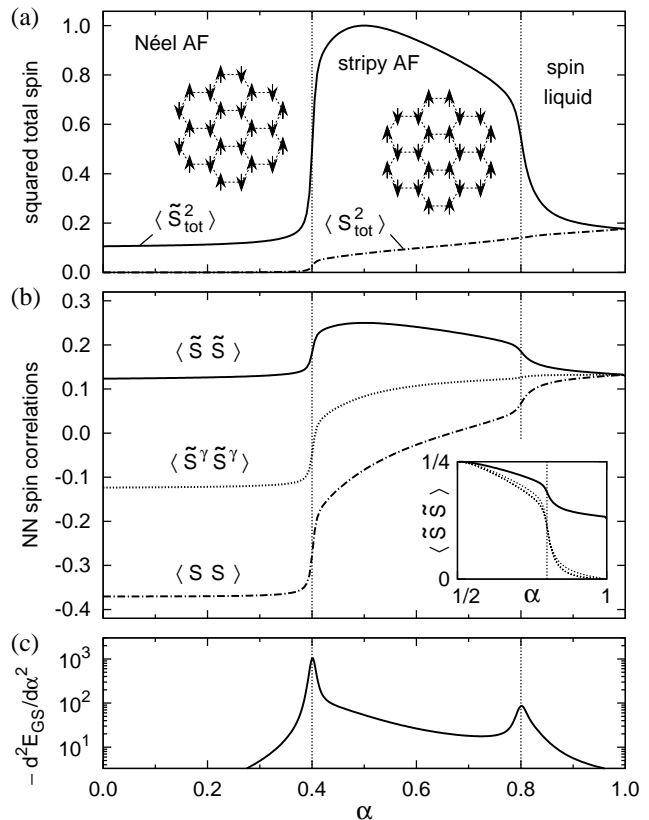 (a)
squared total spin
1.0
0.8
0.6
0.4
0.2
0.0
Néel AF
stripy AF
spin
liquid
⟨ S̃²tot ⟩
⟨ S²tot ⟩
(b)
NN spin correlations
0.3
0.2
0.1
0.0
-0.1
-0.2
-0.3
-0.4
⟨ S̃ S̃ ⟩
⟨ S̃γ S̃γ ⟩
⟨ S S ⟩
⟨ S̃ S̃ ⟩
1/4
0
1/2 α 1
(c)
− d²EGS/dα²
10³
10²
10¹
0.0 0.2 0.4 0.6 0.8 1.0
α